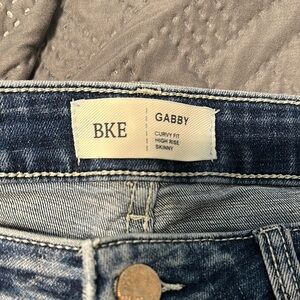 BKE
GABBY
CURVY FIT
HIGH RISE
SKINNY